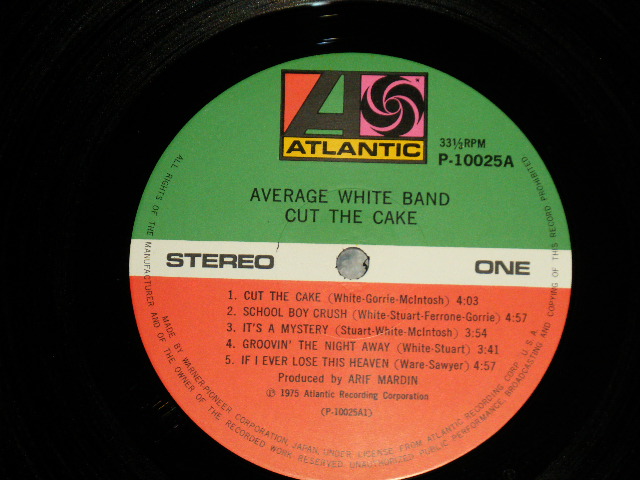 ATLANTIC
33⅓RPM
P-10025A
AVERAGE WHITE BAND
CUT THE CAKE
STEREO
ONE
1. CUT THE CAKE (White-Gorrie-McIntosh) 4:03
2. SCHOOL BOY CRUSH (White-Stuart-Ferrone-Gorrie) 4:57
3. IT'S A MYSTERY (Stuart-White-McIntosh) 3:54
4. GROOVIN' THE NIGHT AWAY (White-Stuart) 3:41
5. IF I EVER LOSE THIS HEAVEN (Ware-Sawyer) 4:57
Produced by ARIF MARDIN
Ⓟ 1975 Atlantic Recording Corporation
(P-10025A1)
MADE BY WARNER-PIONEER CORPORATION, JAPAN, UNDER LICENSE FROM ATLANTIC RECORDING CORP. U.S.A.
ALL RIGHTS OF THE MANUFACTURER AND OF THE OWNER OF THE RECORDED WORK RESERVED. UNAUTHORIZED PUBLIC PERFORMANCE, BROADCASTING AND COPYING OF THIS RECORD PROHIBITED